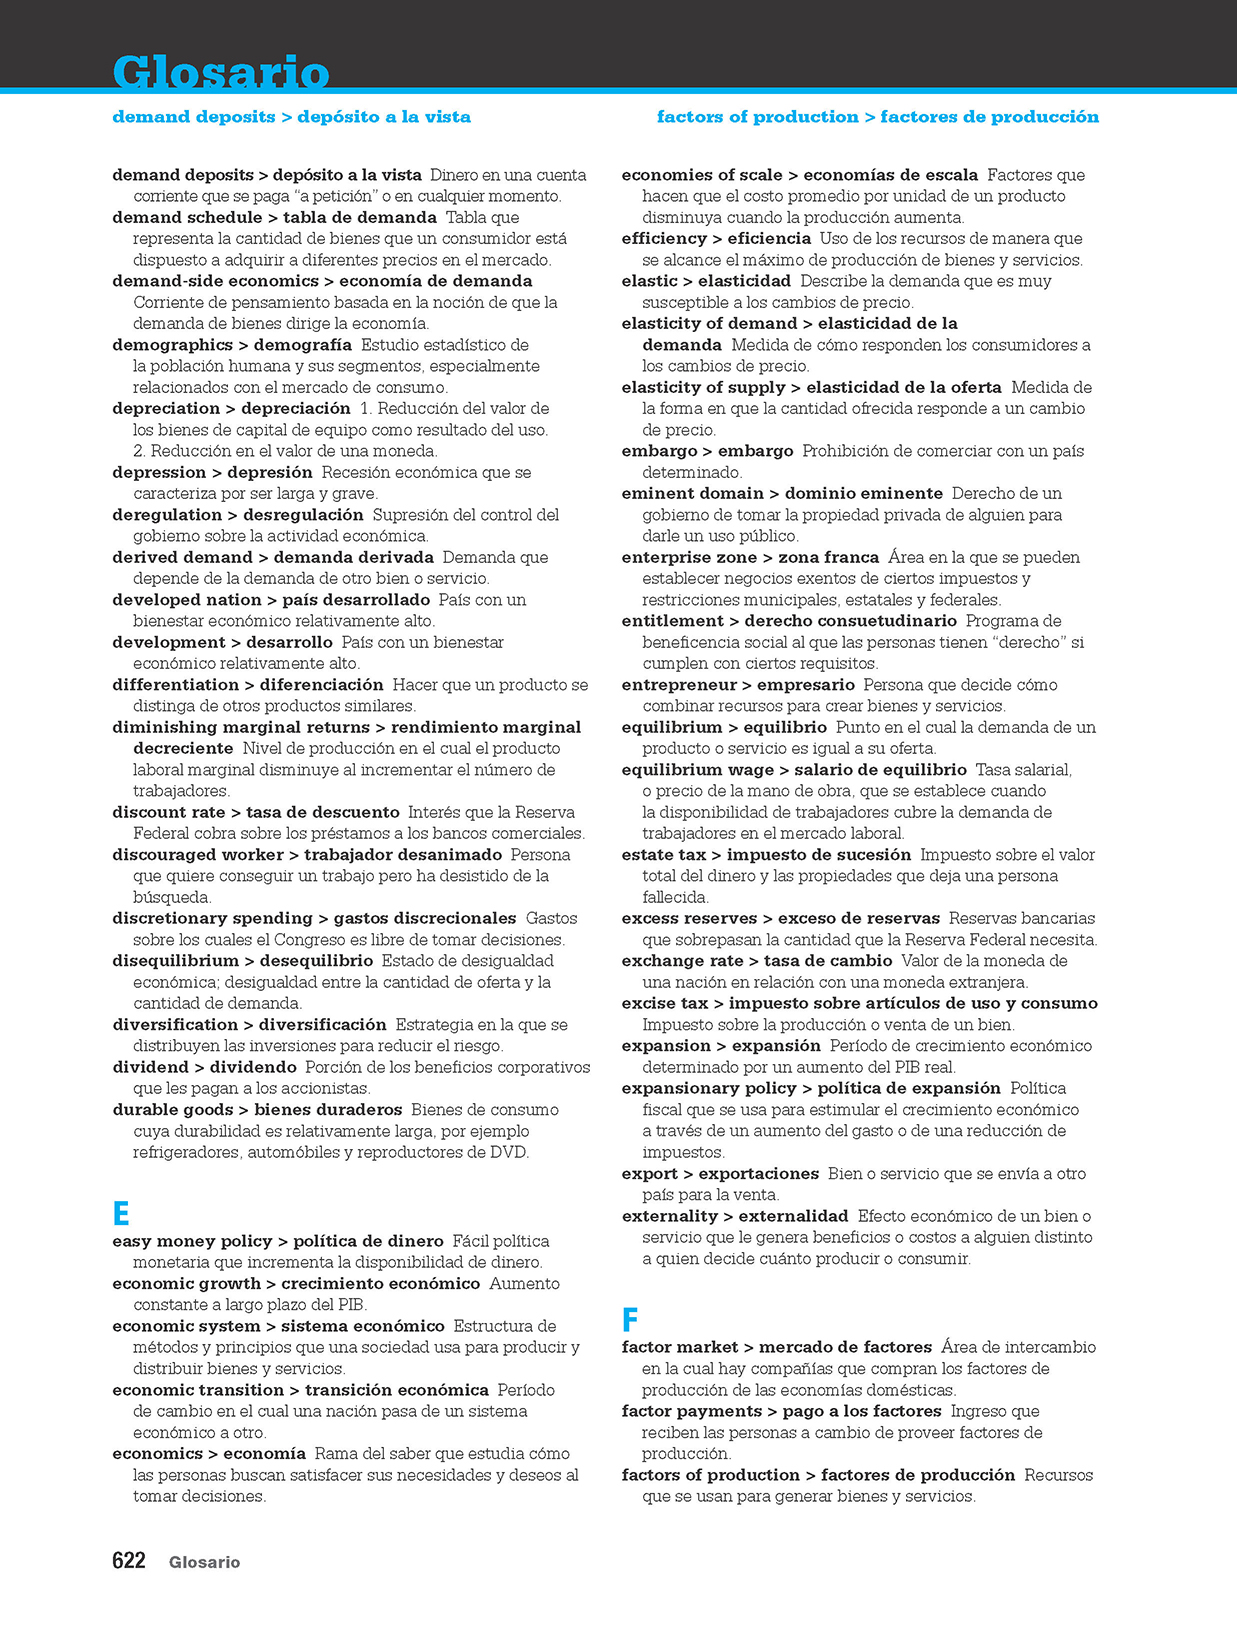 Glosario
demand deposits > depósito a la vista
factors of production > factores de producción
demand deposits > depósito a la vista Dinero en una cuenta
corriente que se paga “a petición” o en cualquier momento.
demand schedule > tabla de demanda Tabla que
representa la cantidad de bienes que un consumidor está
dispuesto a adquirir a diferentes precios en el mercado.
demand-side economics > economía de demanda
Corriente de pensamiento basada en la noción de que la
demanda de bienes dirige la economía.
demographics > demografía Estudio estadístico de
la población humana y sus segmentos, especialmente
relacionados con el mercado de consumo.
depreciation > depreciación 1. Reducción del valor de
los bienes de capital de equipo como resultado del uso.
2. Reducción en el valor de una moneda.
depression > depresión Recesión económica que se
caracteriza por ser larga y grave.
deregulation > desregulación Supresión del control del
gobierno sobre la actividad económica.
derived demand > demanda derivada Demanda que
depende de la demanda de otro bien o servicio.
developed nation > país desarrollado País con un
bienestar económico relativamente alto.
development > desarrollo País con un bienestar
económico relativamente alto.
differentiation > diferenciación Hacer que un producto se
distinga de otros productos similares.
diminishing marginal returns > rendimiento marginal
decreciente Nivel de producción en el cual el producto
laboral marginal disminuye al incrementar el número de
trabajadores.
discount rate > tasa de descuento Interés que la Reserva
Federal cobra sobre los préstamos a los bancos comerciales.
discouraged worker > trabajador desanimado Persona
que quiere conseguir un trabajo pero ha desistido de la
búsqueda.
discretionary spending > gastos discrecionales Gastos
sobre los cuales el Congreso es libre de tomar decisiones.
disequilibrium > desequilibrio Estado de desigualdad
económica; desigualdad entre la cantidad de oferta y la
cantidad de demanda.
diversification > diversificación Estrategia en la que se
distribuyen las inversiones para reducir el riesgo.
dividend > dividendo Porción de los beneficios corporativos
que les pagan a los accionistas.
durable goods > bienes duraderos Bienes de consumo
cuya durabilidad es relativamente larga, por ejemplo
refrigeradores, automóbiles y reproductores de DVD.
E
easy money policy > política de dinero Fácil política
monetaria que incrementa la disponibilidad de dinero.
economic growth > crecimiento económico Aumento
constante a largo plazo del PIB.
economic system > sistema económico Estructura de
métodos y principios que una sociedad usa para producir y
distribuir bienes y servicios.
economic transition > transición económica Período
de cambio en el cual una nación pasa de un sistema
económico a otro.
economics > economía Rama del saber que estudia cómo
las personas buscan satisfacer sus necesidades y deseos al
tomar decisiones.
economies of scale > economías de escala Factores que
hacen que el costo promedio por unidad de un producto
disminuya cuando la producción aumenta.
efficiency > eficiencia Uso de los recursos de manera que
se alcance el máximo de producción de bienes y servicios.
elastic > elasticidad Describe la demanda que es muy
susceptible a los cambios de precio.
elasticity of demand > elasticidad de la
demanda Medida de cómo responden los consumidores a
los cambios de precio.
elasticity of supply > elasticidad de la oferta Medida de
la forma en que la cantidad ofrecida responde a un cambio
de precio.
embargo > embargo Prohibición de comerciar con un país
determinado.
eminent domain > dominio eminente Derecho de un
gobierno de tomar la propiedad privada de alguien para
darle un uso público.
enterprise zone > zona franca Área en la que se pueden
establecer negocios exentos de ciertos impuestos y
restricciones municipales, estatales y federales.
entitlement > derecho consuetudinario Programa de
beneficencia social al que las personas tienen “derecho” si
cumplen con ciertos requisitos.
entrepreneur > empresario Persona que decide cómo
combinar recursos para crear bienes y servicios.
equilibrium > equilibrio Punto en el cual la demanda de un
producto o servicio es igual a su oferta.
equilibrium wage > salario de equilibrio Tasa salarial,
o precio de la mano de obra, que se establece cuando
la disponibilidad de trabajadores cubre la demanda de
trabajadores en el mercado laboral.
estate tax > impuesto de sucesión Impuesto sobre el valor
total del dinero y las propiedades que deja una persona
fallecida.
excess reserves > exceso de reservas Reservas bancarias
que sobrepasan la cantidad que la Reserva Federal necesita.
exchange rate > tasa de cambio Valor de la moneda de
una nación en relación con una moneda extranjera.
excise tax > impuesto sobre artículos de uso y consumo
Impuesto sobre la producción o venta de un bien.
expansion > expansión Período de crecimiento económico
determinado por un aumento del PIB real.
expansionary policy > política de expansión Política
fiscal que se usa para estimular el crecimiento económico
a través de un aumento del gasto o de una reducción de
impuestos.
export > exportaciones Bien o servicio que se envía a otro
país para la venta.
externality > externalidad Efecto económico de un bien o
servicio que le genera beneficios o costos a alguien distinto
a quien decide cuánto producir o consumir.
F
factor market > mercado de factores Área de intercambio
en la cual hay compañías que compran los factores de
producción de las economías domésticas.
factor payments > pago a los factores Ingreso que
reciben las personas a cambio de proveer factores de
producción.
factors of production > factores de producción Recursos
que se usan para generar bienes y servicios.
622 Glosario